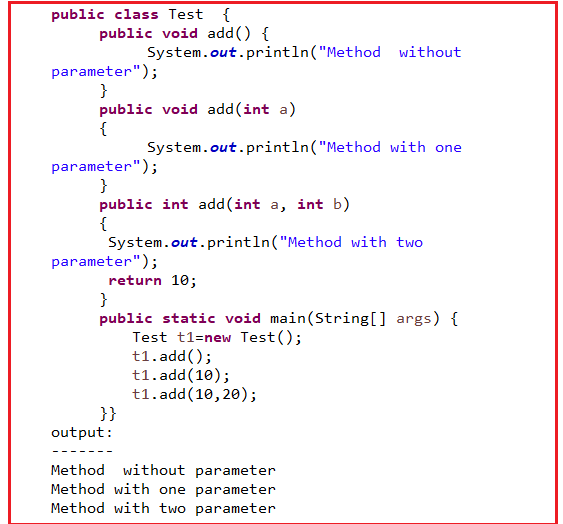 public class Test  {
public void add() {
System.out.println("Method  without
parameter");
}
public void add(int a)
{
System.out.println("Method with one
parameter");
}
public int add(int a, int b)
{
System.out.println("Method with two
parameter");
return 10;
}
public static void main(String[] args) {
Test t1=new Test();
t1.add();
t1.add(10);
t1.add(10,20);
}}
output:
-------
Method  without parameter
Method with one parameter
Method with two parameter